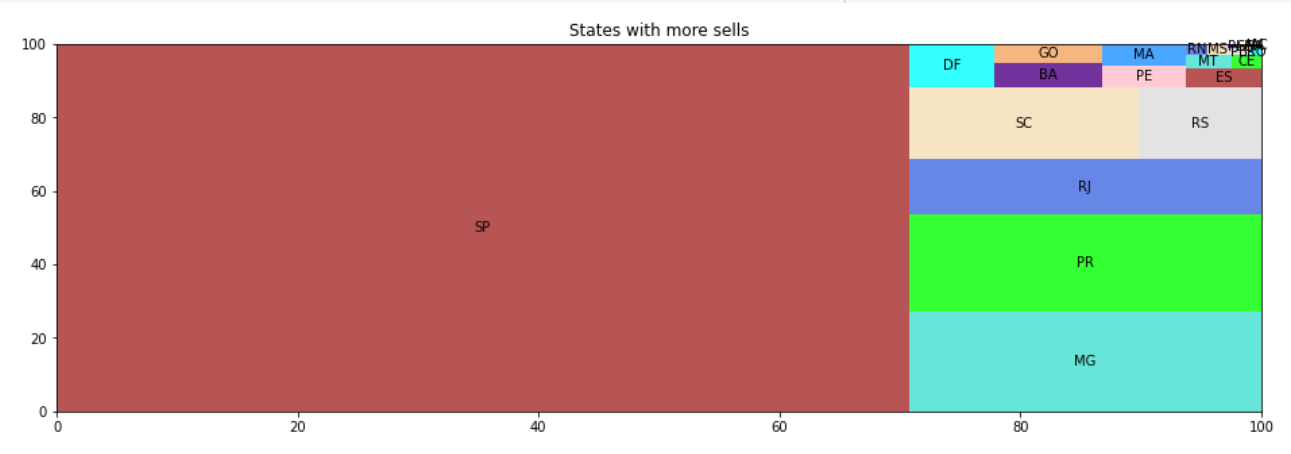 States with more sells
100
80
60
40
20
0
DF
GO
BA
MA
PE
RN
MS
MT
CE
ES
SC
RS
RJ
SP
PR
MG
0 20 40 60 80 100